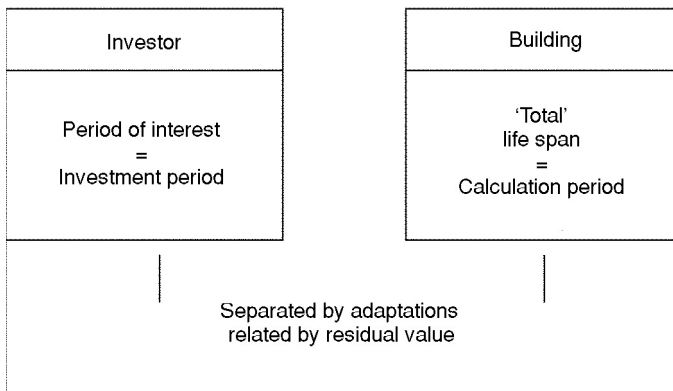 Investor
Period of interest
=
Investment period
Building
‘Total’
life span
=
Calculation period
Separated by adaptations
related by residual value